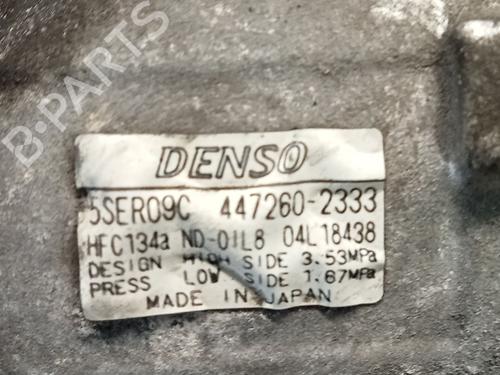 B-PARTS
DENSO
5SER09C 447260-2333
HFC134a ND-OIL8 04L18438
DESIGN HIGH SIDE 3.53MPa
PRESS LOW SIDE 1.67MPa
MADE IN JAPAN